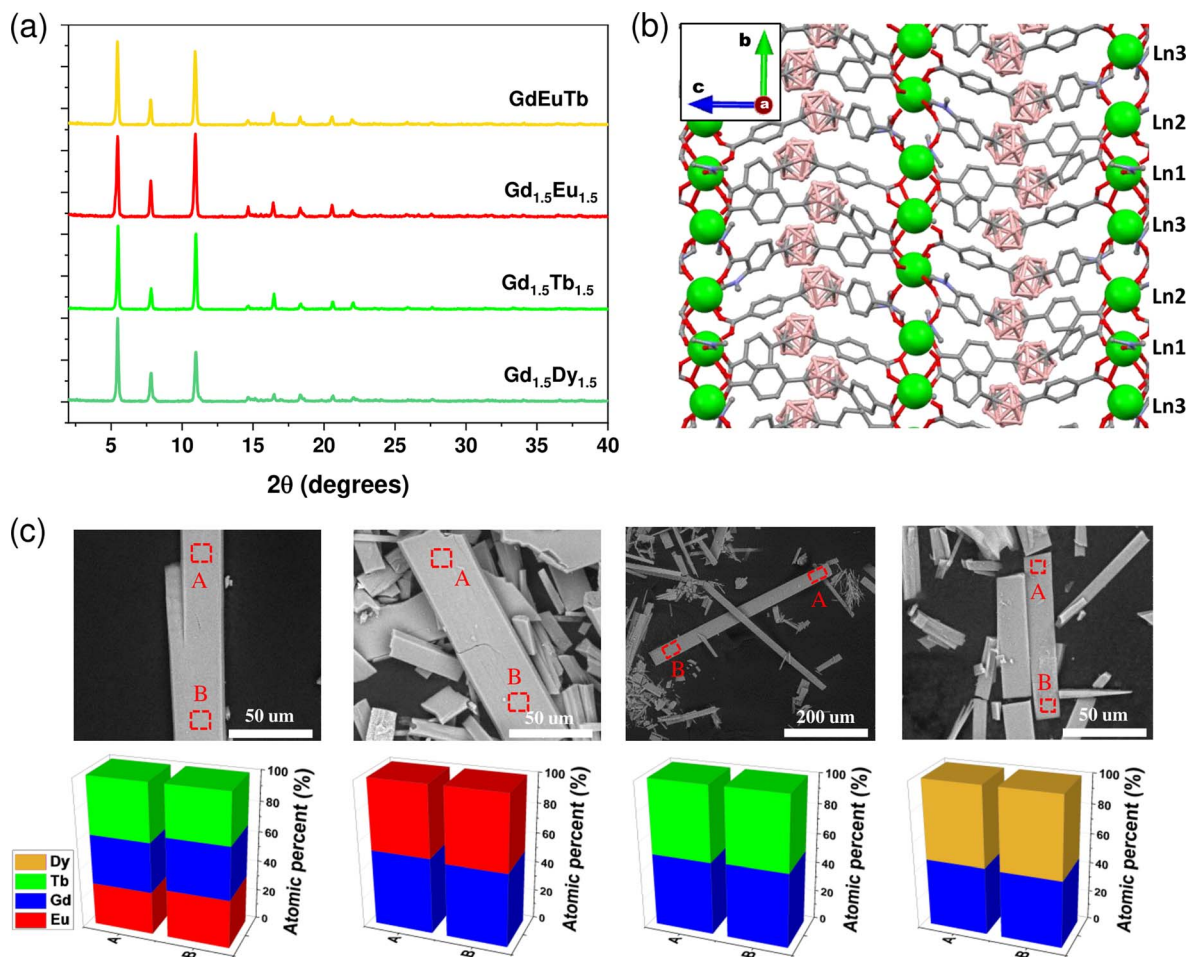 (a)
GdEuTb
Gd1.5Eu1.5
Gd1.5Tb1.5
Gd1.5Dy1.5
5 10 15 20 25 30 35 40
2θ (degrees)
(b)
b
c
a
Ln3
Ln2
Ln1
Ln3
Ln2
Ln1
Ln3
(c)
A
B
50 um
A
B
50 um
A
B
200 um
A
B
50 um
Dy
Tb
Gd
Eu
A
B
0
20
40
60
80
100
Atomic percent (%)
A
B
0
20
40
60
80
100
Atomic percent (%)
A
B
0
20
40
60
80
100
Atomic percent (%)
A
B
0
20
40
60
80
100
Atomic percent (%)